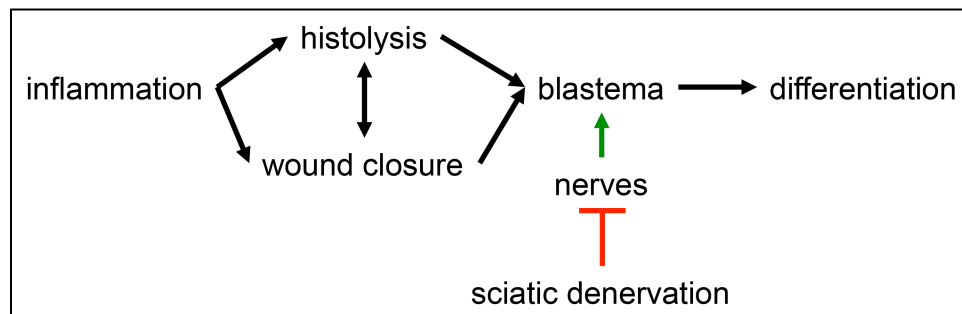 histolysis
inflammation
blastema
differentiation
wound closure
nerves
sciatic denervation